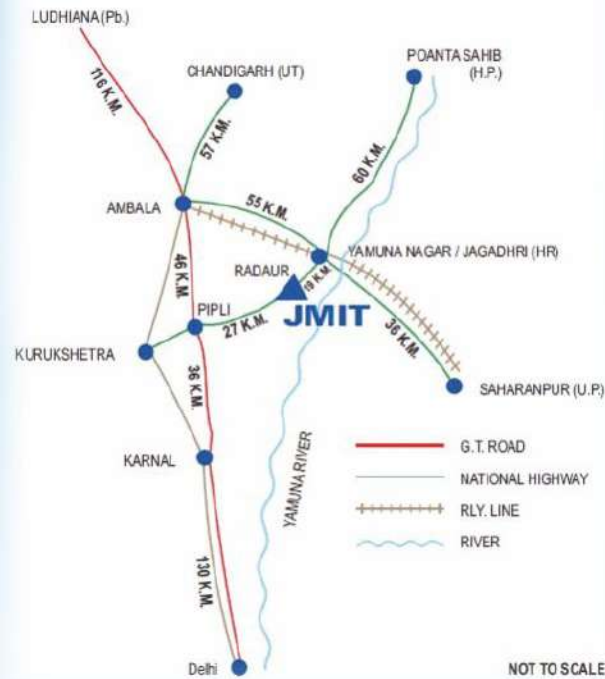 LUDHIANA (Pb.)
116 K.M.
CHANDIGARH (UT)
57 K.M.
POANTA SAHIB
(H.P.)
60 K.M.
AMBALA
55 K.M.
46 K.M.
RADAUR
19 K.M.
YAMUNA NAGAR / JAGADHRI (HR)
JMIT
PIPLI
27 K.M.
36 K.M.
KURUKSHETRA
36 K.M.
SAHARANPUR (U.P.)
KARNAL
YAMUNA RIVER
G.T. ROAD
NATIONAL HIGHWAY
RLY. LINE
RIVER
130 K.M.
Delhi
NOT TO SCALE